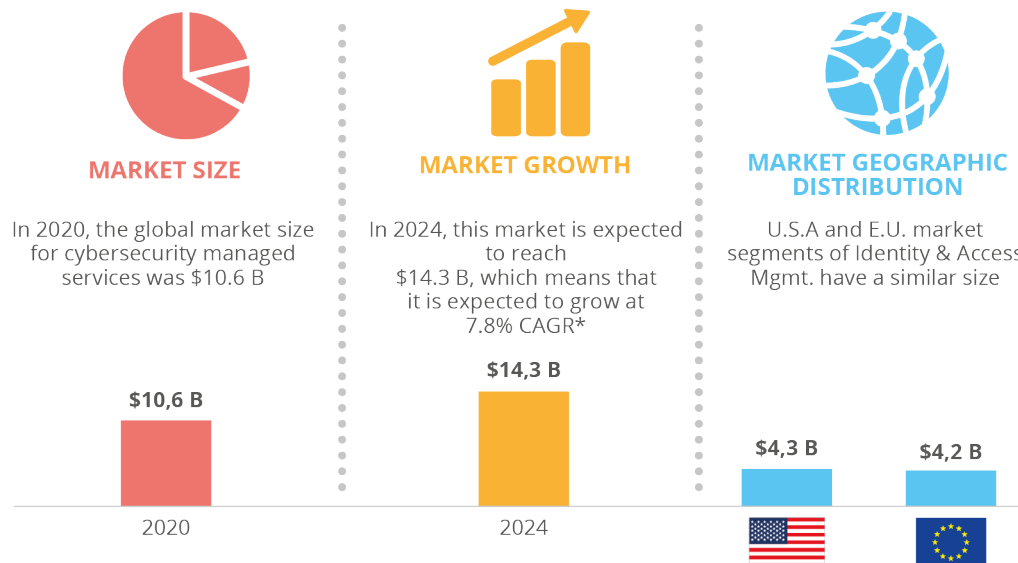 MARKET SIZE
In 2020, the global market size
for cybersecurity managed
services was $10.6 B
$10,6 B
2020
MARKET GROWTH
In 2024, this market is expected
to reach
$14.3 B, which means that
it is expected to grow at
7.8% CAGR*
$14,3 B
2024
MARKET GEOGRAPHIC
DISTRIBUTION
U.S.A and E.U. market
segments of Identity & Access
Mgmt. have a similar size
$4,3 B
$4,2 B